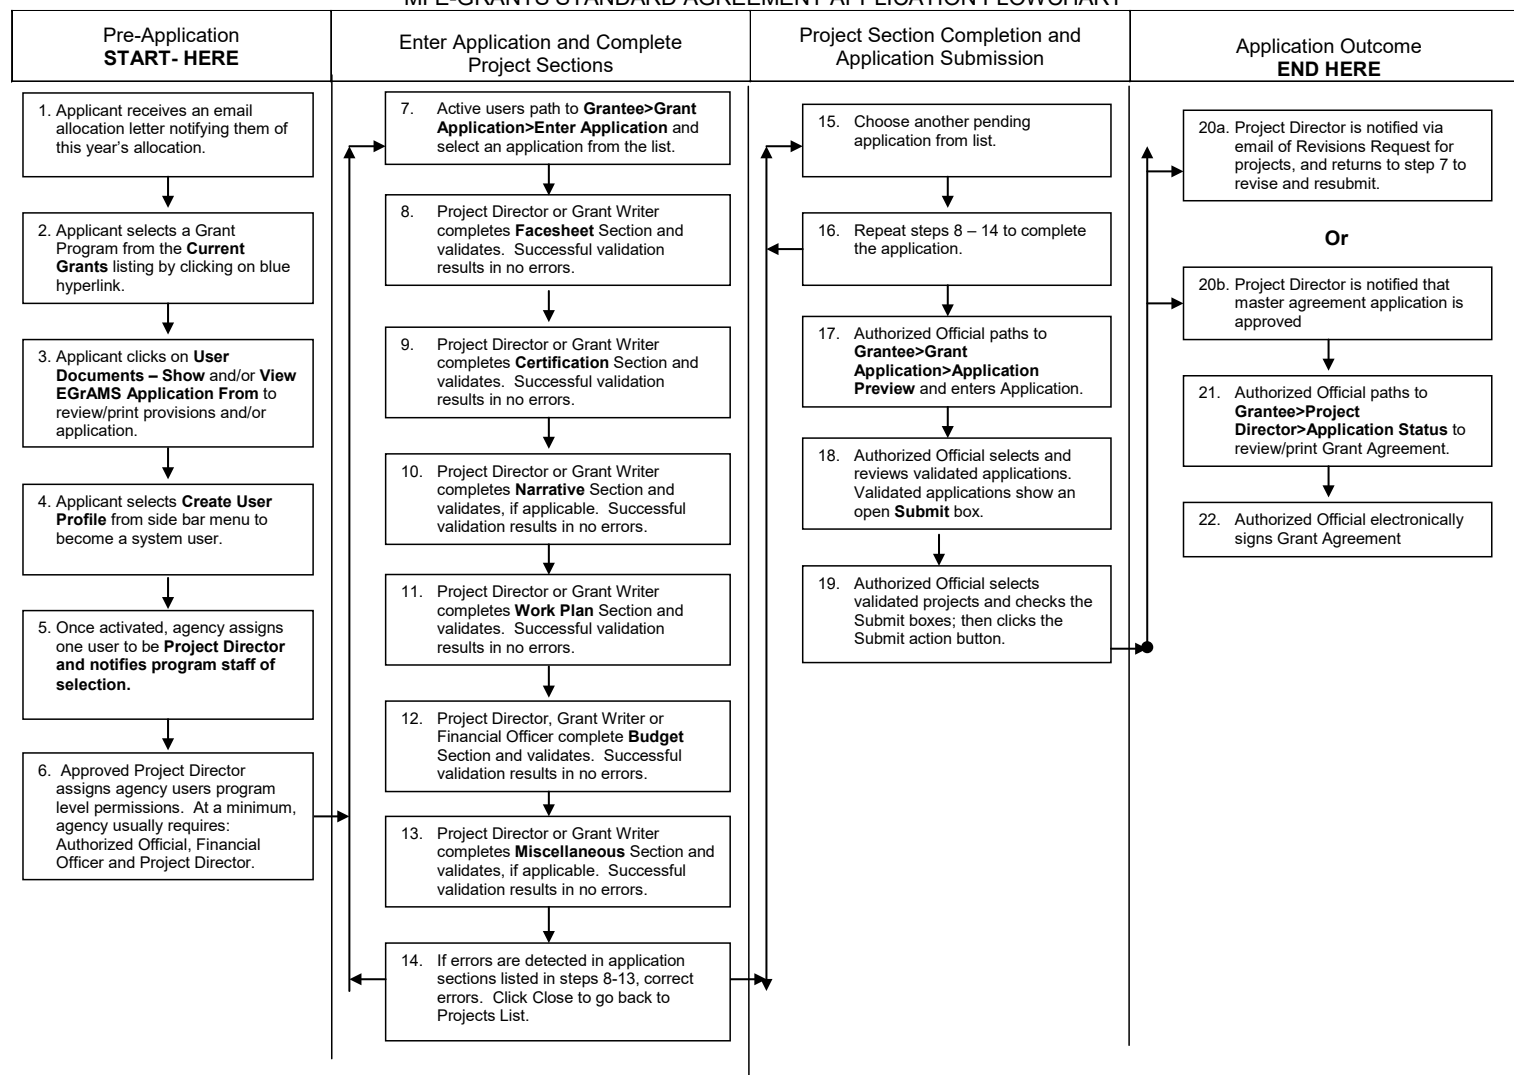 MPE-GRANTS STANDARD AGREEMENT APPLICATION FLOWCHART
Pre-Application
START- HERE
Enter Application and Complete
Project Sections
Project Section Completion and
Application Submission
Application Outcome
END HERE
1. Applicant receives an email
allocation letter notifying them of
this year’s allocation.
2. Applicant selects a Grant
Program from the Current
Grants listing by clicking on blue
hyperlink.
3. Applicant clicks on User
Documents – Show and/or View
EGrAMS Application From to
review/print provisions and/or
application.
4. Applicant selects Create User
Profile from side bar menu to
become a system user.
5. Once activated, agency assigns
one user to be Project Director
and notifies program staff of
selection.
6. Approved Project Director
assigns agency users program
level permissions. At a minimum,
agency usually requires:
Authorized Official, Financial
Officer and Project Director.
7. Active users path to Grantee>Grant
Application>Enter Application and
select an application from the list.
8. Project Director or Grant Writer
completes Facesheet Section and
validates. Successful validation
results in no errors.
9. Project Director or Grant Writer
completes Certification Section and
validates. Successful validation
results in no errors.
10. Project Director or Grant Writer
completes Narrative Section and
validates, if applicable. Successful
validation results in no errors.
11. Project Director or Grant Writer
completes Work Plan Section and
validates. Successful validation
results in no errors.
12. Project Director, Grant Writer or
Financial Officer complete Budget
Section and validates. Successful
validation results in no errors.
13. Project Director or Grant Writer
completes Miscellaneous Section and
validates, if applicable. Successful
validation results in no errors.
14. If errors are detected in application
sections listed in steps 8-13, correct
errors. Click Close to go back to
Projects List.
15. Choose another pending
application from list.
16. Repeat steps 8 – 14 to complete
the application.
17. Authorized Official paths to
Grantee>Grant
Application>Application
Preview and enters Application.
18. Authorized Official selects and
reviews validated applications.
Validated applications show an
open Submit box.
19. Authorized Official selects
validated projects and checks the
Submit boxes; then clicks the
Submit action button.
20a. Project Director is notified via
email of Revisions Request for
projects, and returns to step 7 to
revise and resubmit.
Or
20b. Project Director is notified that
master agreement application is
approved
21. Authorized Official paths to
Grantee>Project
Director>Application Status to
review/print Grant Agreement.
22. Authorized Official electronically
signs Grant Agreement